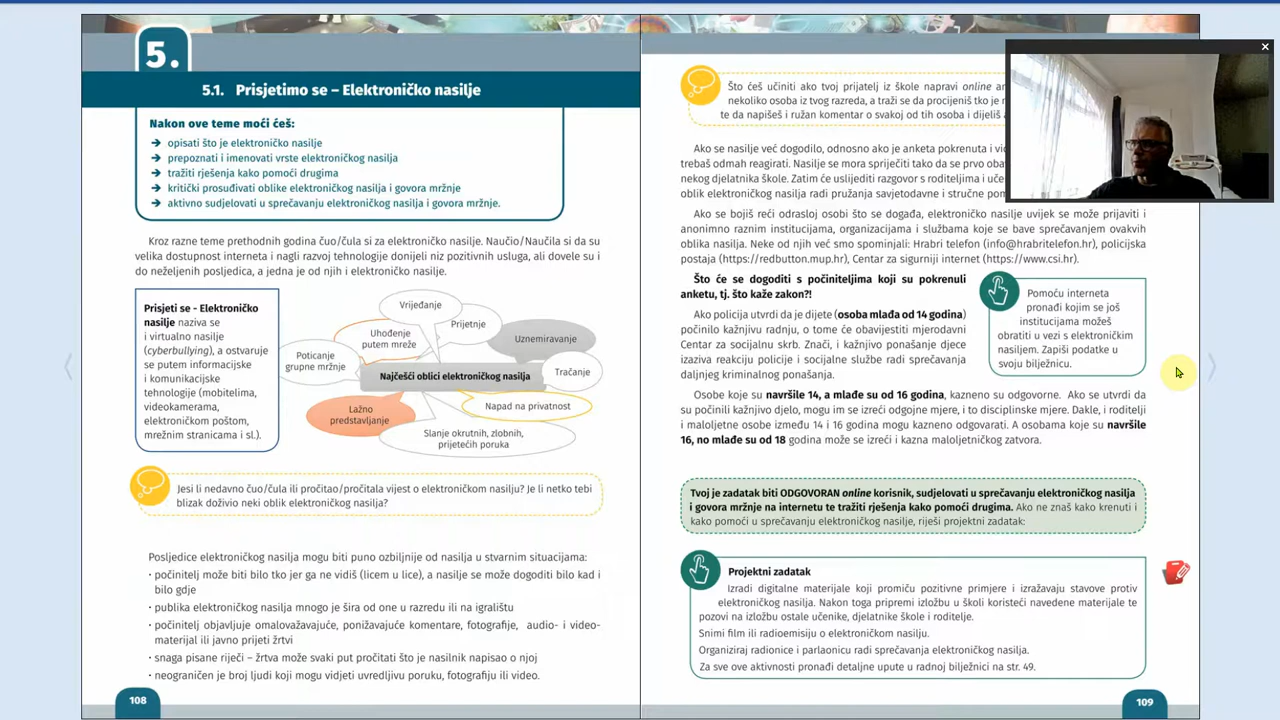 5.
5.1. Prisjetimo se – Elektroničko nasilje
Nakon ove teme moći ćeš:
➔ opisati što je eletroničko nasilje
➔ prepoznati i imenovati vrste elektroničkog nasilja
➔ tražiti rješenja kako pomoći drugima
➔ kritički prosuđivati oblike elektroničkog nasilja i govora mržnje
➔ aktivno sudjelovati u sprečavanju elektroničkog nasilja i govora mržnje.
Kroz razne teme prethodnih godina čuo/čula si za elektroničko nasilje. Naučio/Naučila si da su
velika dostupnost interneta i nagli razvoj tehnologije donijeli niz pozitivnih usluga, ali dovele su i
do neželjenih posljedica, a jedna je od njih i elektroničko nasilje.
Prisjeti se - Elektroničko
nasilje naziva se
i virtualno nasilje
(cyberbullying), a ostvaruje
se putem informacijske
i komunikacijske
tehnologije (mobitelima,
videokamerama,
elektroničkom poštom,
mrežnim stranicama i sl.).
Vrijeđanje
Prijetnje
Uhođenje
putem mreže
Uznemiravanje
Poticanje
grupne mržnje
Tračanje
Najčešći oblici elektroničkog nasilja
Napad na privatnost
Lažno
predstavljanje
Slanje okrutnih, zlobnih,
prijetećih poruka
Jesi li nedavno čuo/čula ili pročitao/pročitala vijest o elektroničkom nasilju? Je li netko tebi
blizak doživio neki oblik elektroničkog nasilja?
Posljedice elektroničkog nasilja mogu biti puno ozbiljnije od nasilja u stvarnim situacijama:
· počinitelj može biti bilo tko jer ga ne vidiš (licem u lice), a nasilje se može dogoditi bilo kad i
bilo gdje
· publika elektroničkog nasilja mnogo je šira od one u razredu ili na igralištu
· počinitelj objavljuje omalovažavajuće, ponižavajuće komentare, fotografije, audio- i video-
materijal ili javno prijeti žrtvi
· snaga pisane riječi – žrtva može svaki put pročitati što je nasilnik napisao o njoj
· neograničen je broj ljudi koji mogu vidjeti uvredljivu poruku, fotografiju ili video.
108
Što ćeš učiniti ako tvoj prijatelj iz škole napravi online
nekoliko osoba iz tvog razreda, a traži se da procijeniš tko je
te da napišeš i ružan komentar o svakoj od tih osoba i dijeliš
Ako se nasilje već dogodilo, odnosno ako je anketa pokrenuta i
trebaš odmah reagirati. Nasilje se mora spriječiti tako da se prvo
nekog djelatnika škole. Zatim će uslijediti razgovor s roditeljima i
oblik elektroničkog nasilja radi pružanja savjetodavne i stručne
Ako se bojiš reći odrasloj osobi što se događa, elektroničko nasilje uvijek se može prijaviti i
anonimno raznim institucijama, organizacijama i službama koje se bave sprečavanjem ovakvih
oblika nasilja. Neke od njih već smo spominjali: Hrabri telefon (info@hrabritelefon.hr), policijska
postaja (https://redbutton.mup.hr), Centar za sigurniji internet (https://www.csi.hr).
Što će se dogoditi s počiniteljima koji su pokrenuli
anketu, tj. što kaže zakon?!
Ako policija utvrdi da je dijete (osoba mlađa od 14 godina)
počinilo kažnjivu radnju, o tome će obavijestiti mjerodavni
Centar za socijalnu skrb. Znači, i kažnjivo ponašanje djece
izaziva reakciju policije i socijalne službe radi sprečavanja
daljnjeg kriminalnog ponašanja.
Pomoću interneta
pronađi kojim se još
institucijama možeš
obratiti u vezi s elektroničkim
nasiljem. Zapiši podatke u
svoju bilježnicu.
Osobe koje su navršile 14, a mlađe su od 16 godina, kazneno su odgovorne. Ako se utvrdi da
su počinili kažnjivo djelo, mogu im se izreći odgojne mjere, i to disciplinske mjere. Dakle, i roditelji
i maloljetne osobe između 14 i 16 godina mogu kazneno odgovarati. A osobama koje su navršile
16, no mlađe su od 18 godina može se izreći i kazna maloljetničkog zatvora.
Tvoj je zadatak biti ODGOVORAN online korisnik, sudjelovati u sprečavanju elektroničkog nasilja
i govora mržnje na internetu te tražiti rješenja kako pomoći drugima. Ako ne znaš kako krenuti i
kako pomoći u sprečavanju elektroničkog nasilje, riješi projektni zadatak:
Projektni zadatak
Izradi digitalne materijale koji promiču pozitivne primjere i izražavaju stavove protiv
elektroničkog nasilja. Nakon toga pripremi izložbu u školi koristeći navedene materijale te
pozovi na izložbu ostale učenike, djelatnike škole i roditelje.
Snimi film ili radioemisiju o elektroničkom nasilju.
Organiziraj radionice i parlaonicu radi sprečavanja elektroničkog nasilja.
Za sve ove aktivnosti pronađi detaljne upute u radnoj bilježnici na str. 49.
109